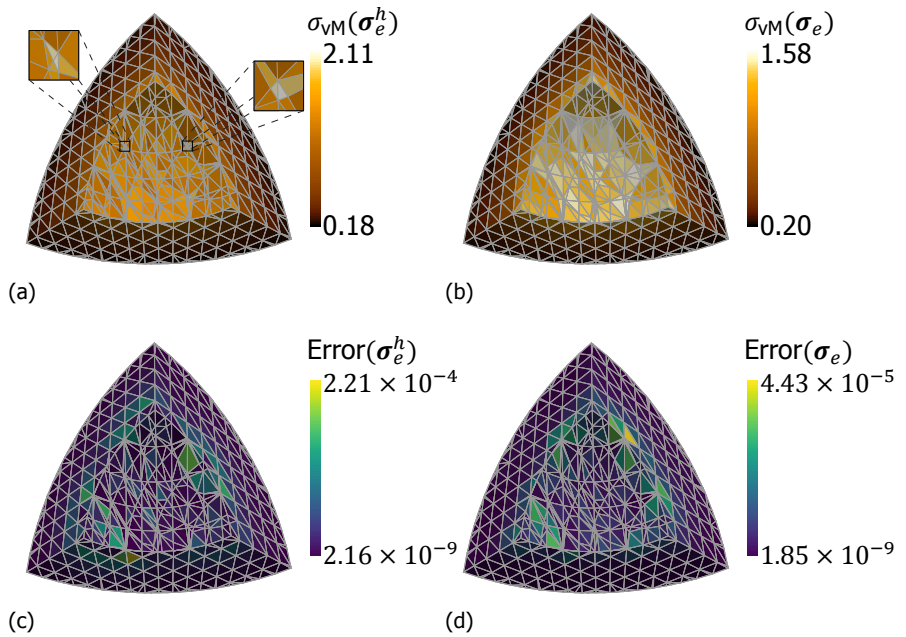 σvM(σₑʰ)
2.11
0.18
(a)
σvM(σₑ)
1.58
0.20
(b)
Error(σₑʰ)
2.21 × 10⁻⁴
2.16 × 10⁻⁹
(c)
Error(σₑ)
4.43 × 10⁻⁵
1.85 × 10⁻⁹
(d)